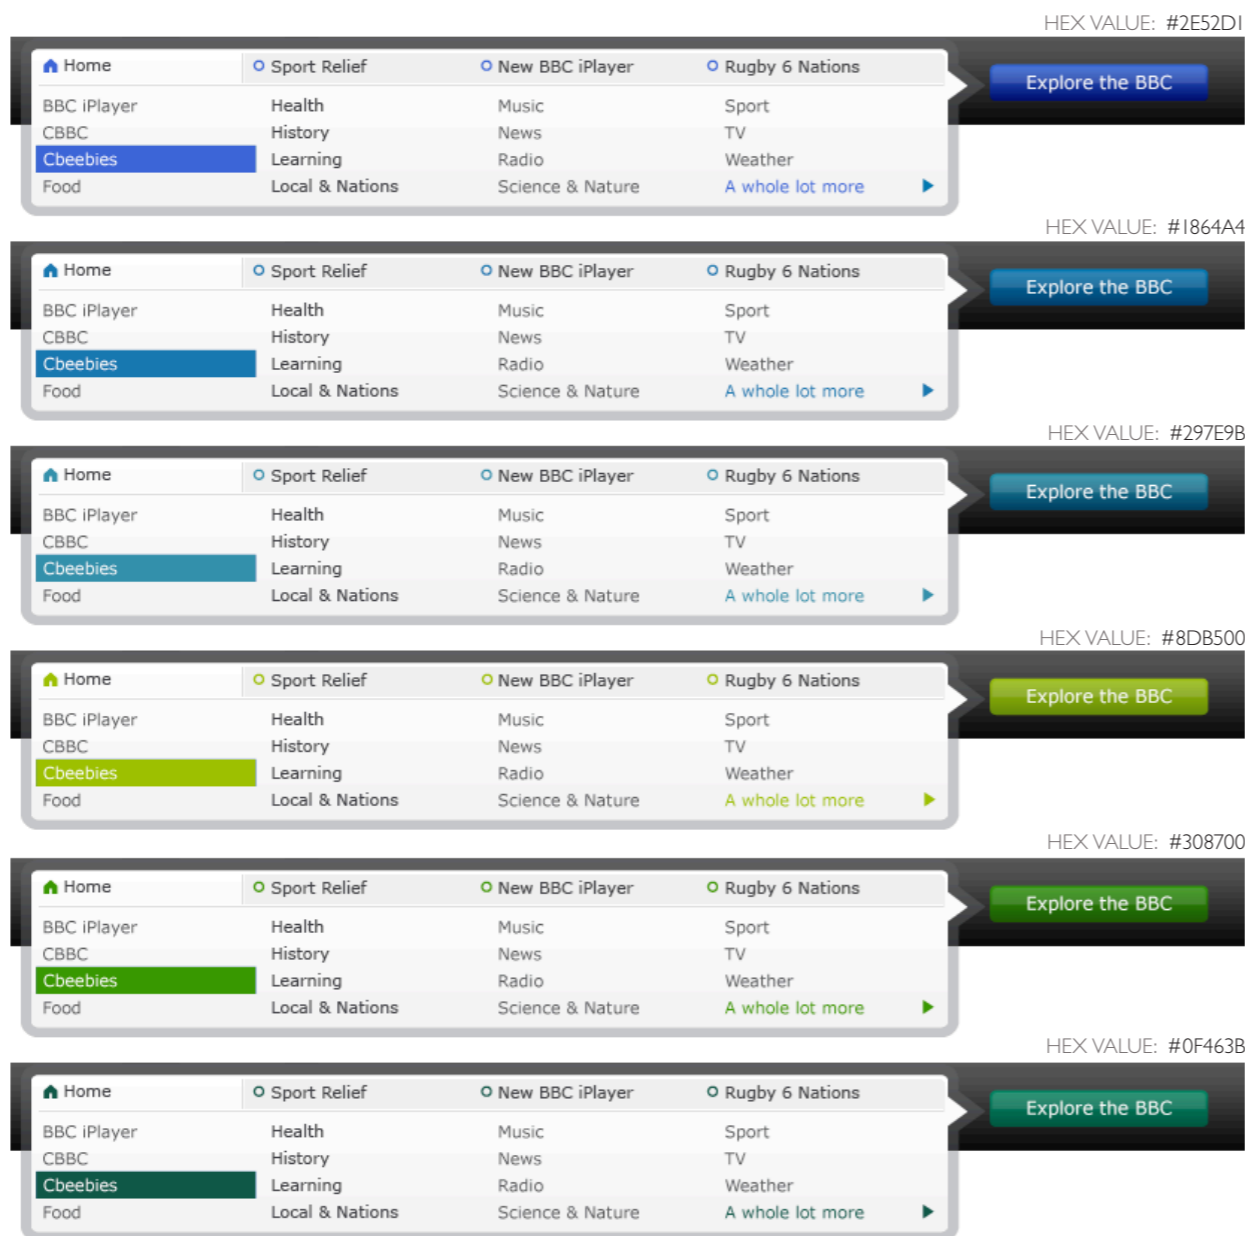 HEX VALUE: #2E52D1
Home Sport Relief New BBC iPlayer Rugby 6 Nations Explore the BBC
BBC iPlayer Health Music Sport
CBBC History News TV
Cbeebies Learning Radio Weather
Food Local & Nations Science & Nature A whole lot more
HEX VALUE: #1864A4
Home Sport Relief New BBC iPlayer Rugby 6 Nations Explore the BBC
BBC iPlayer Health Music Sport
CBBC History News TV
Cbeebies Learning Radio Weather
Food Local & Nations Science & Nature A whole lot more
HEX VALUE: #297E9B
Home Sport Relief New BBC iPlayer Rugby 6 Nations Explore the BBC
BBC iPlayer Health Music Sport
CBBC History News TV
Cbeebies Learning Radio Weather
Food Local & Nations Science & Nature A whole lot more
HEX VALUE: #8DB500
Home Sport Relief New BBC iPlayer Rugby 6 Nations Explore the BBC
BBC iPlayer Health Music Sport
CBBC History News TV
Cbeebies Learning Radio Weather
Food Local & Nations Science & Nature A whole lot more
HEX VALUE: #308700
Home Sport Relief New BBC iPlayer Rugby 6 Nations Explore the BBC
BBC iPlayer Health Music Sport
CBBC History News TV
Cbeebies Learning Radio Weather
Food Local & Nations Science & Nature A whole lot more
HEX VALUE: #0F463B
Home Sport Relief New BBC iPlayer Rugby 6 Nations Explore the BBC
BBC iPlayer Health Music Sport
CBBC History News TV
Cbeebies Learning Radio Weather
Food Local & Nations Science & Nature A whole lot more